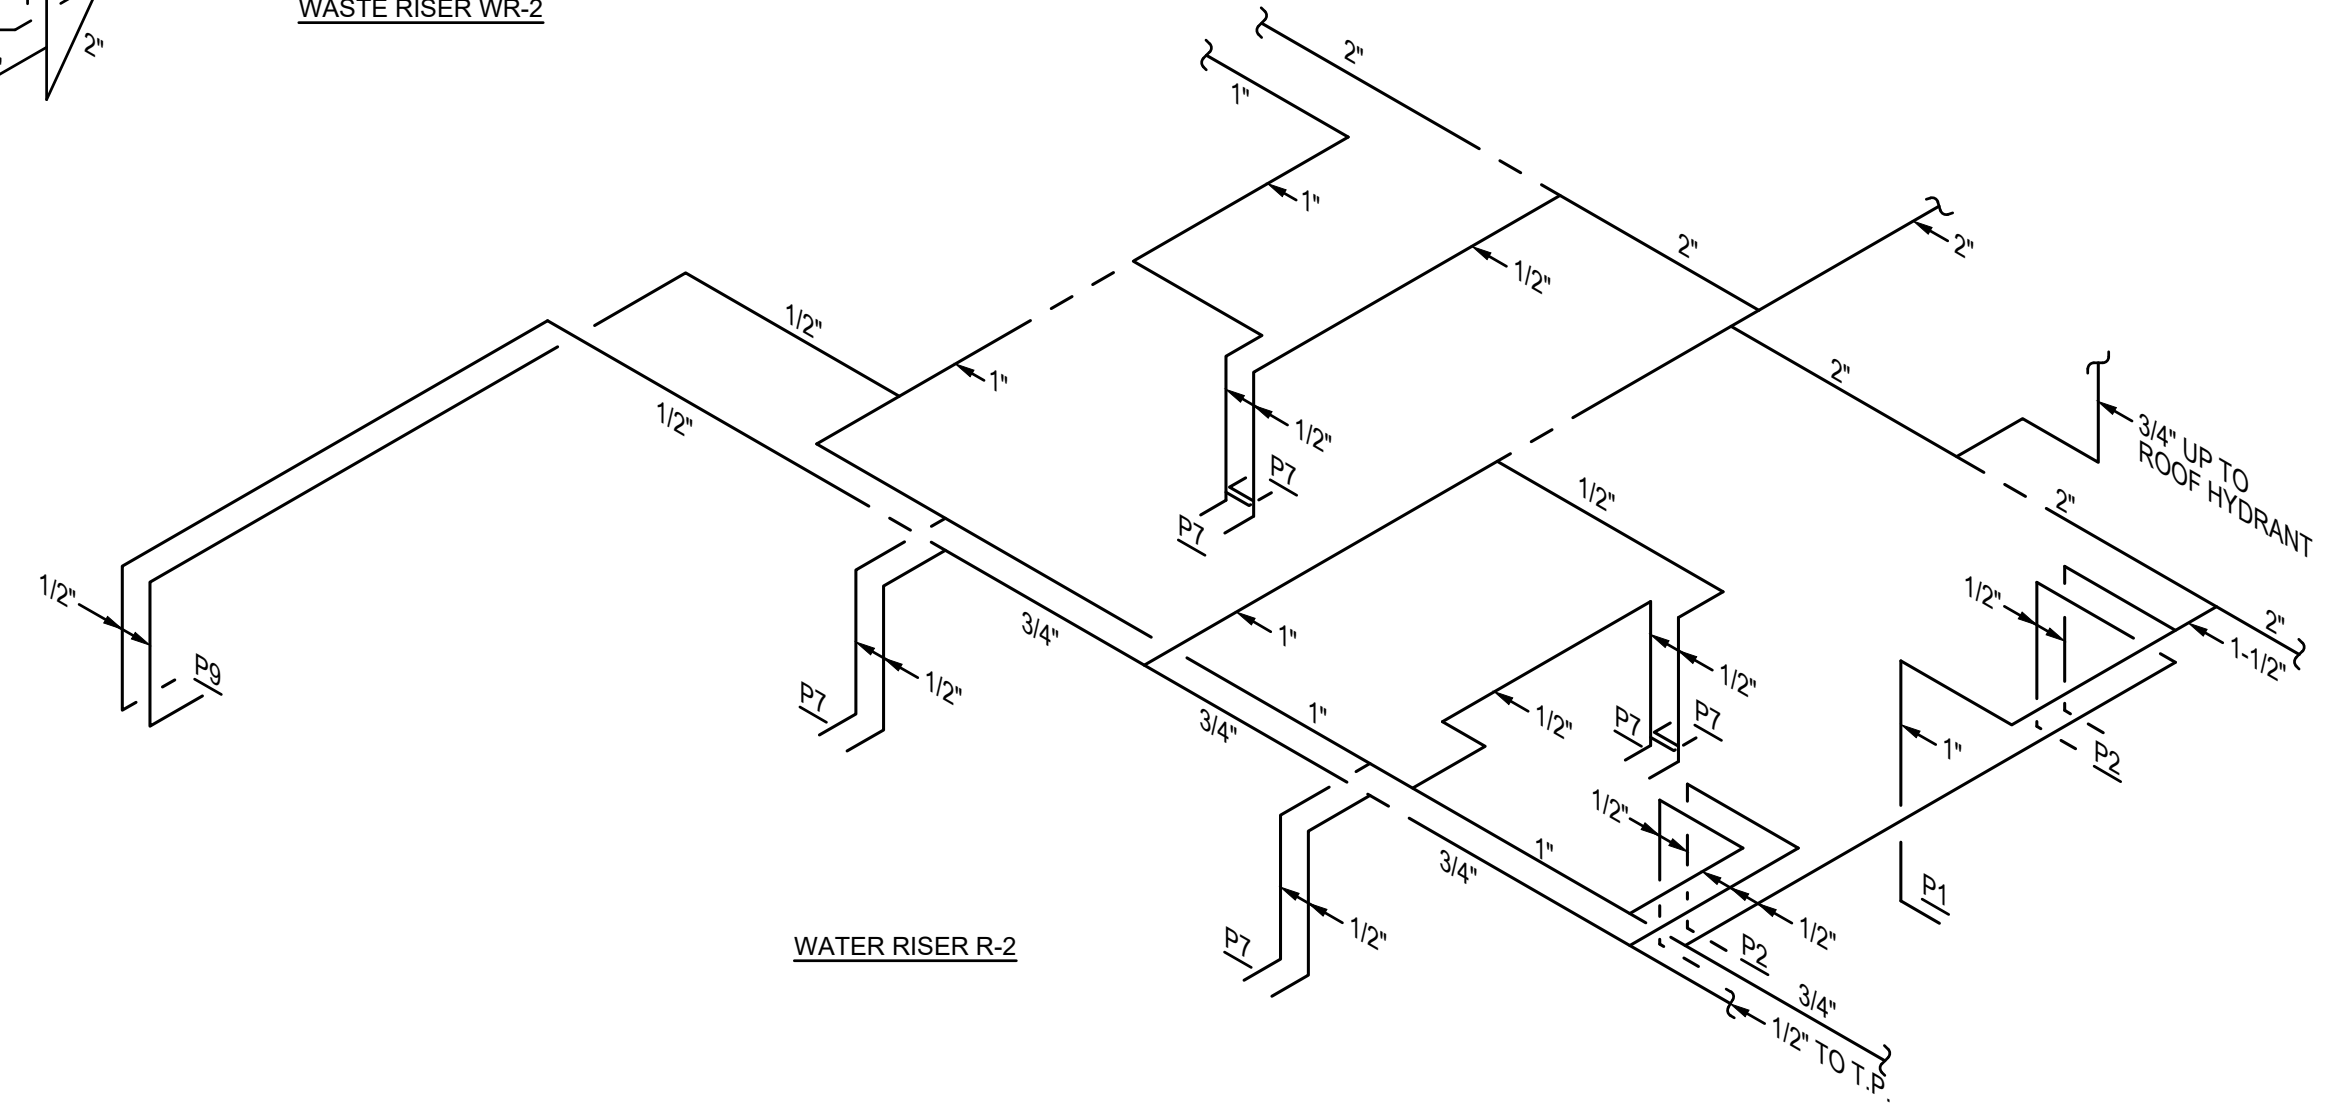 WASTE RISER WR-2
2"
2"
1"
1"
2"
2"
1/2"
1/2"
1"
2"
3/4" UP TO
ROOF HYDRANT
1/2"
1/2"
P7
P7
1/2"
2"
1/2"
1/2"
P9
3/4"
1"
1/2"
2"
1-1/2"
P7
1/2"
3/4"
1"
1/2"
P7
P7
1/2"
1"
P2
1/2"
1"
3/4"
P1
WATER RISER R-2
P7
1/2"
1/2"
P2
3/4"
1/2" TO T.P.